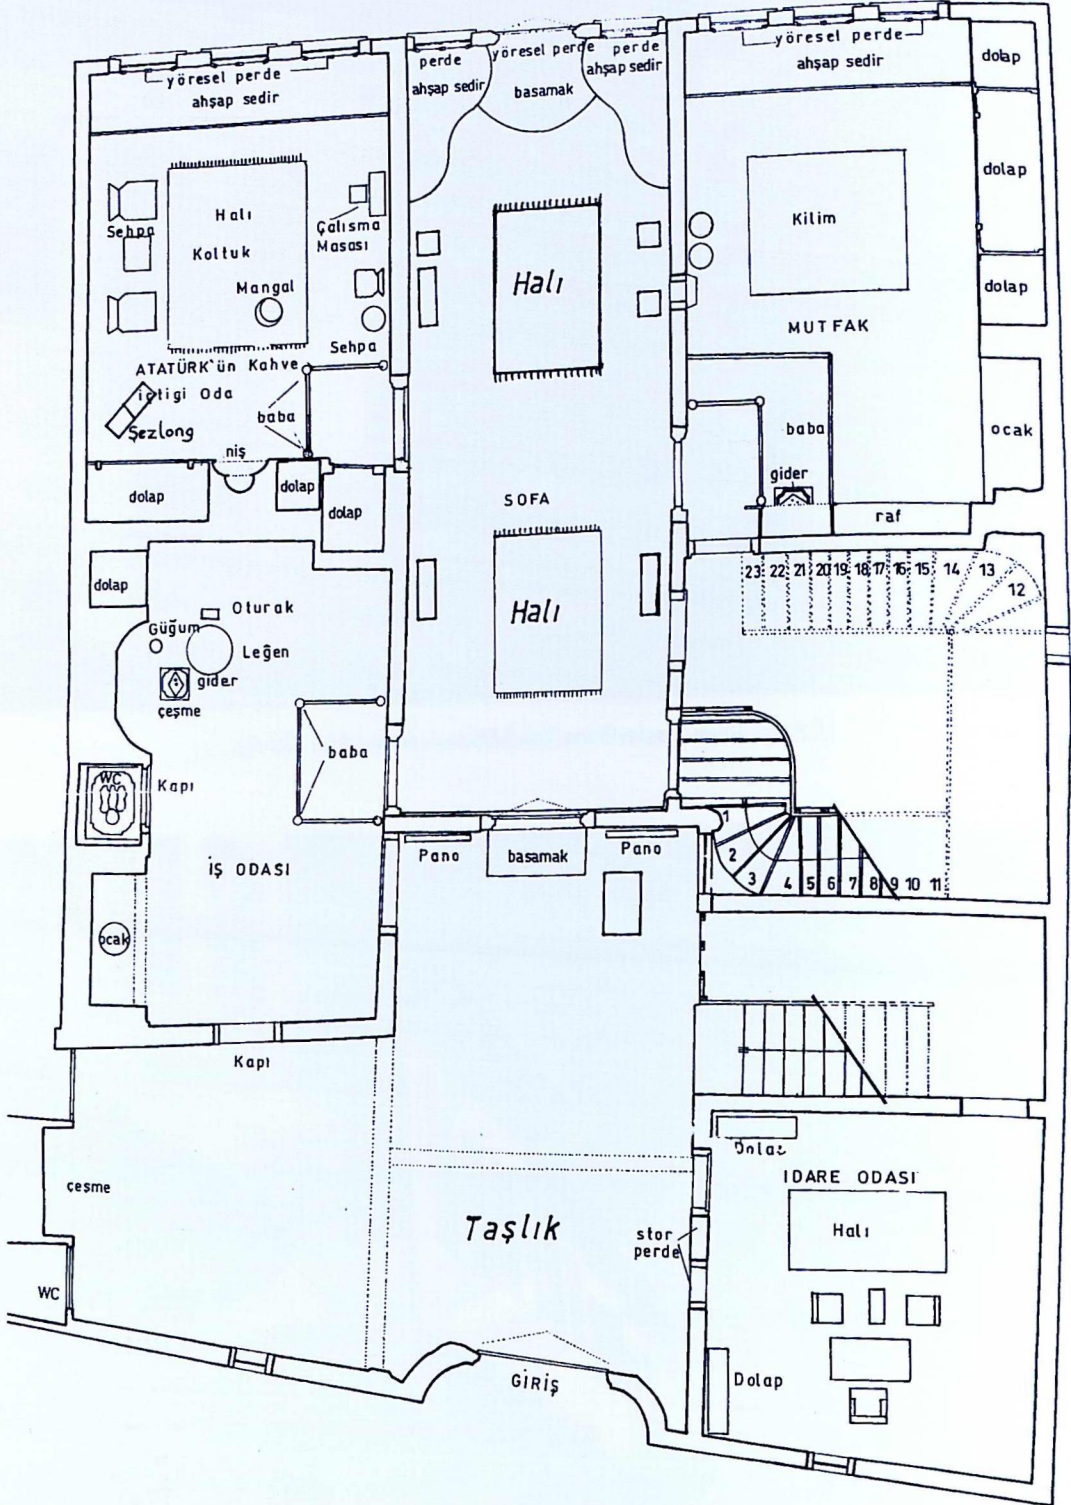 yöresel perde
ahşap sedir
perde
ahşap sedir
yöresel perde
basamak
perde
ahşap sedir
yöresel perde
ahşap sedir
dolap
dolap
dolap
Halı
Koltuk
Mangal
Sehpa
Çalısma
Masası
Sehpa
ATATÜRK'ün Kahve
içtigi Oda
Şezlong
baba
niş
dolap
dolap
dolap
Halı
SOFA
Halı
Kilim
MUTFAK
baba
gider
ocak
raf
23 22 21 20 19 18 17 16 15 14 13 12
dolap
Oturak
Güğum
Leğen
gider
çeşme
baba
WC
Kapı
İŞ ODASI
ocak
Kapı
Pano
basamak
Pano
1
2
3 4 5 6 7 8 9 10 11
çeşme
WC
Taşlık
stor
perde
GİRİŞ
IDARE ODASI
Halı
Dolap